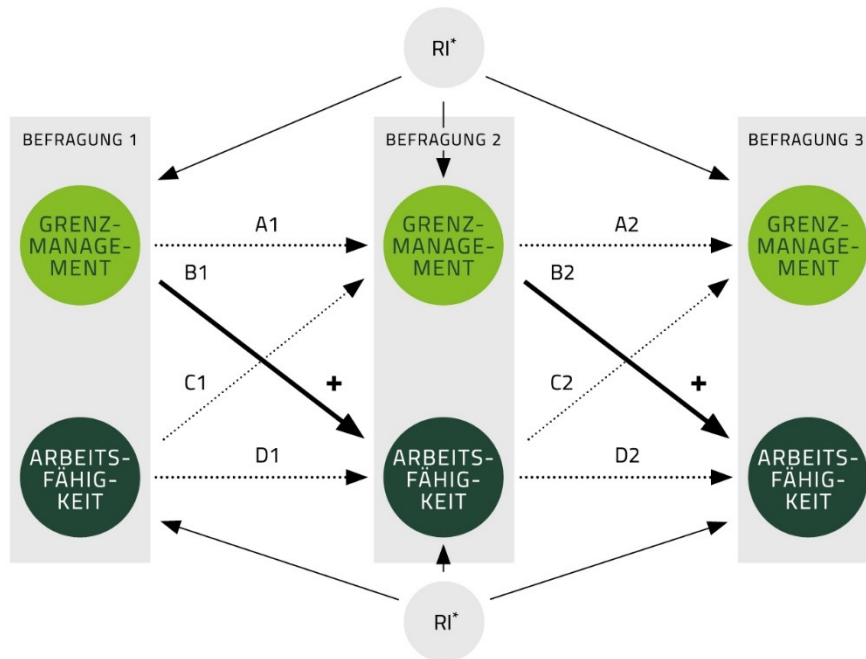 RI*
BEFRAGUNG 1
BEFRAGUNG 2
BEFRAGUNG 3
GRENZ-
MANAGE-
MENT
A1
GRENZ-
MANAGE-
MENT
A2
GRENZ-
MANAGE-
MENT
B1
B2
C1
+
C2
+
ARBEITS-
FÄHIG-
KEIT
D1
ARBEITS-
FÄHIG-
KEIT
D2
ARBEITS-
FÄHIG-
KEIT
RI*